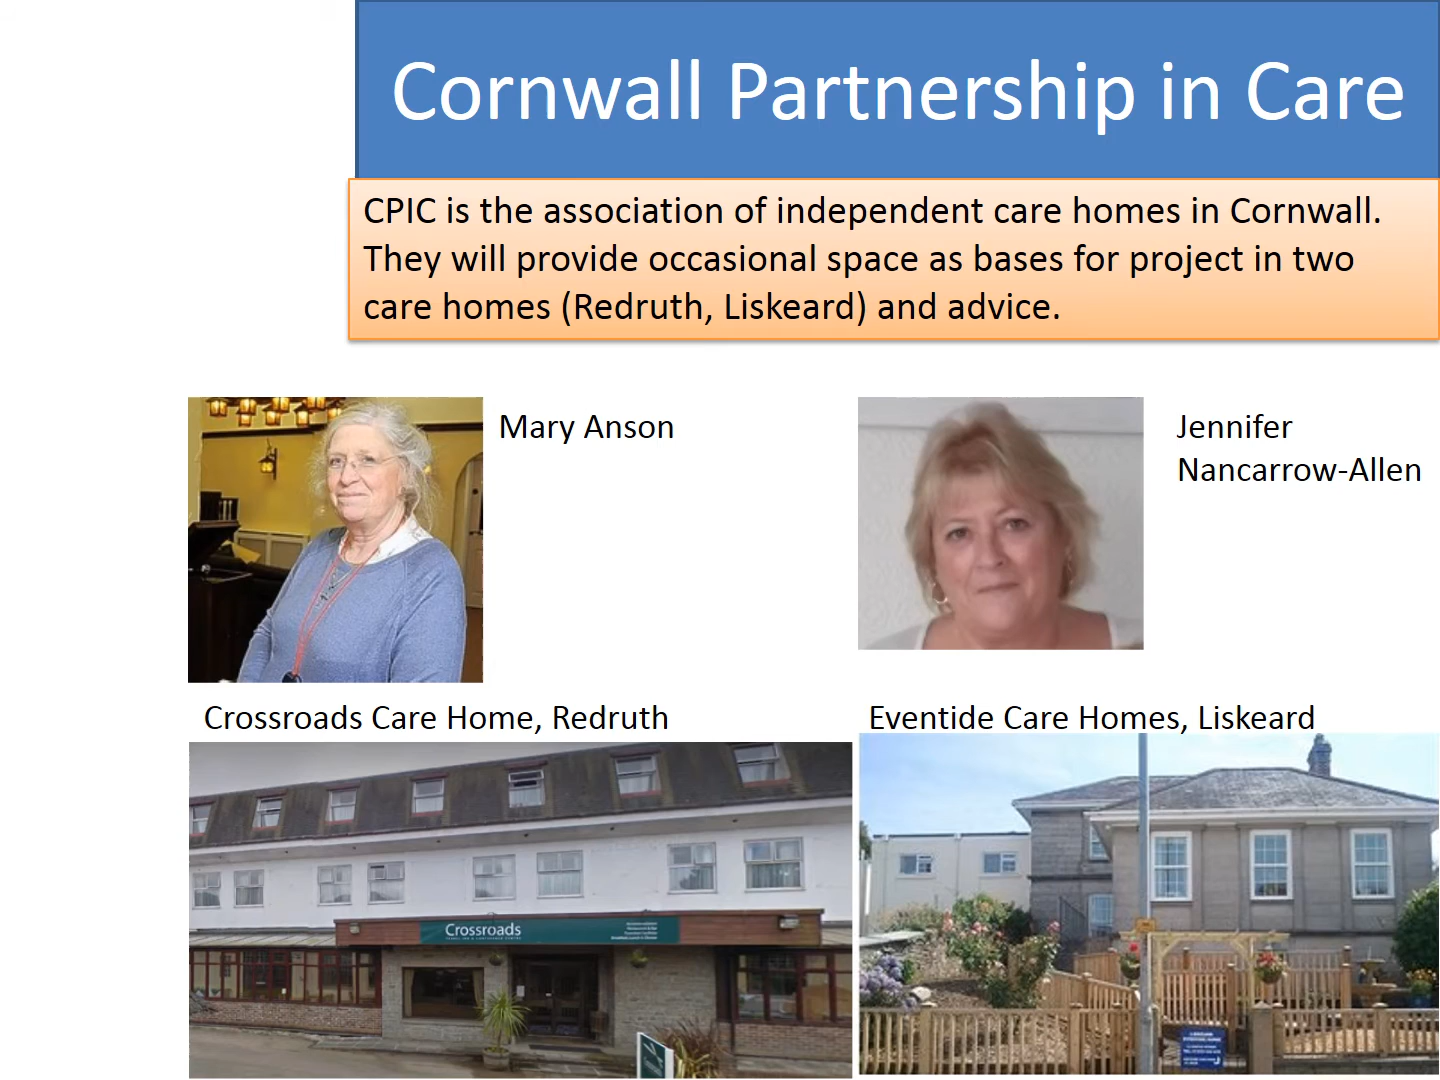 Cornwall Partnership in Care
CPIC is the association of independent care homes in Cornwall.
They will provide occasional space as bases for project in two
care homes (Redruth, Liskeard) and advice.
Mary Anson
Jennifer
Nancarrow-Allen
Crossroads Care Home, Redruth
Eventide Care Homes, Liskeard
Crossroads